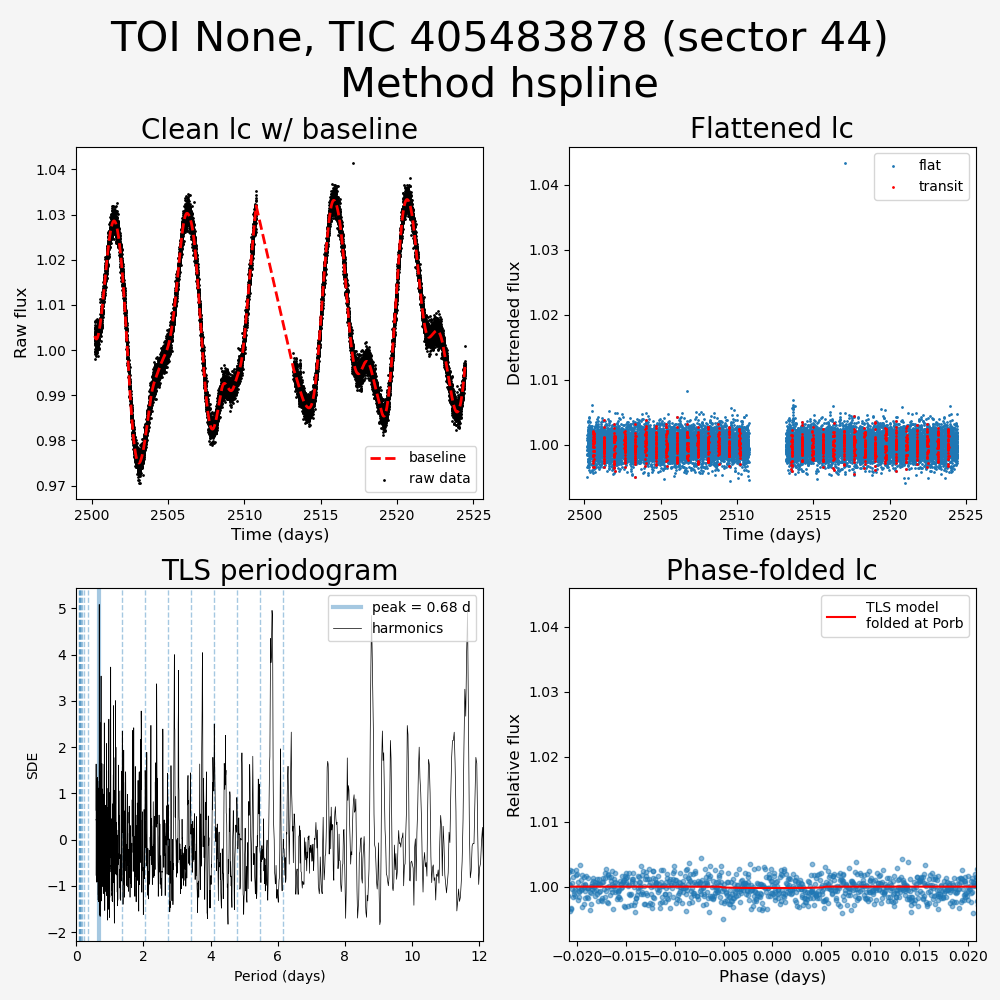 TOI None, TIC 405483878 (sector 44)
Method hspline
Clean lc w/ baseline
1.04
1.03
1.02
1.01
1.00
0.99
0.98
0.97
Raw flux
baseline
raw data
2500
2505
2510
2515
2520
2525
Time (days)
Flattened lc
1.04
1.03
1.02
1.01
1.00
Detrended flux
flat
transit
2500
2505
2510
2515
2520
2525
Time (days)
TLS periodogram
5
4
3
2
1
0
−1
−2
SDE
peak = 0.68 d
harmonics
0
2
4
6
8
10
12
Period (days)
Phase-folded lc
1.04
1.03
1.02
1.01
1.00
Relative flux
TLS model
folded at Porb
−0.020
−0.015
−0.010
−0.005
0.000
0.005
0.010
0.015
0.020
Phase (days)